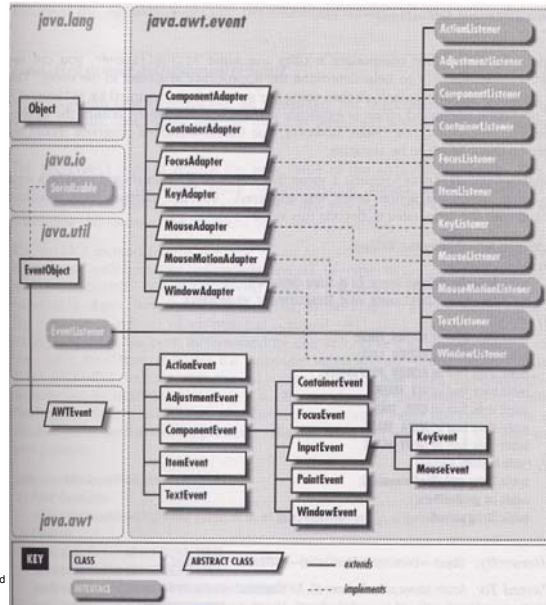 java.lang
java.awt.event
Object
java.io
Serializable
java.util
EventObject
EventListener
AWTEvent
java.awt
ComponentAdapter
ContainerAdapter
FocusAdapter
KeyAdapter
MouseAdapter
MouseMotionAdapter
WindowAdapter
ActionListener
AdjustmentListener
ComponentListener
ContainerListener
FocusListener
ItemListener
KeyListener
MouseListener
MouseMotionListener
TextListener
WindowListener
ActionEvent
AdjustmentEvent
ComponentEvent
ItemEvent
TextEvent
ContainerEvent
FocusEvent
InputEvent
PaintEvent
WindowEvent
KeyEvent
MouseEvent
KEY
CLASS
ABSTRACT CLASS
extends
INTERFACE
implements
d